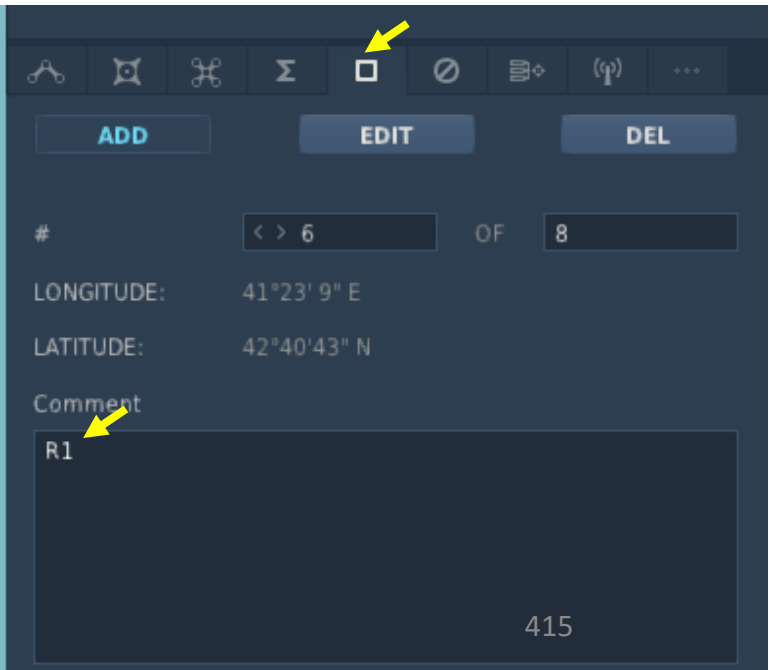 Σ
ADD EDIT DEL
# < > 6 OF 8
LONGITUDE: 41°23' 9" E
LATITUDE: 42°40'43" N
Comment
R1
415